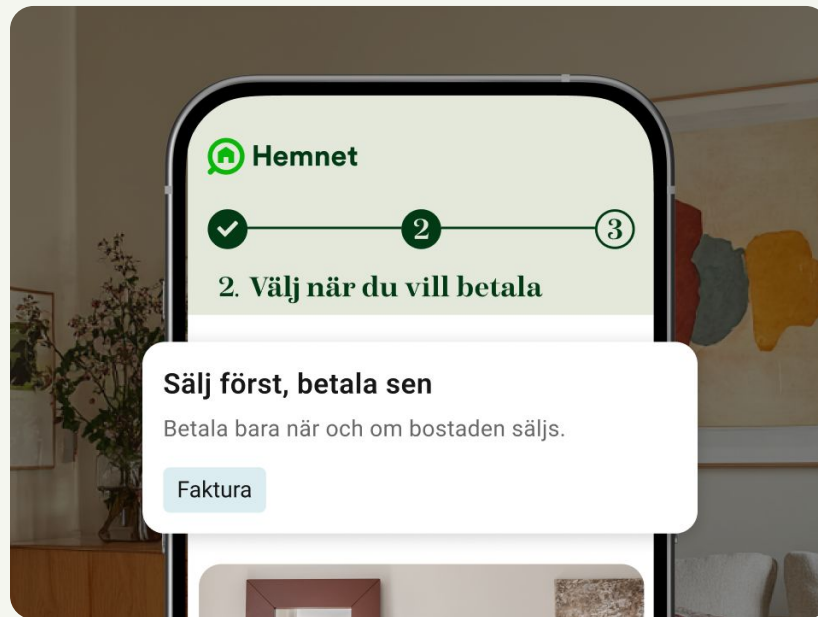 Hemnet
2
3
2. Välj när du vill betala
Sälj först, betala sen
Betala bara när och om bostaden säljs.
Faktura